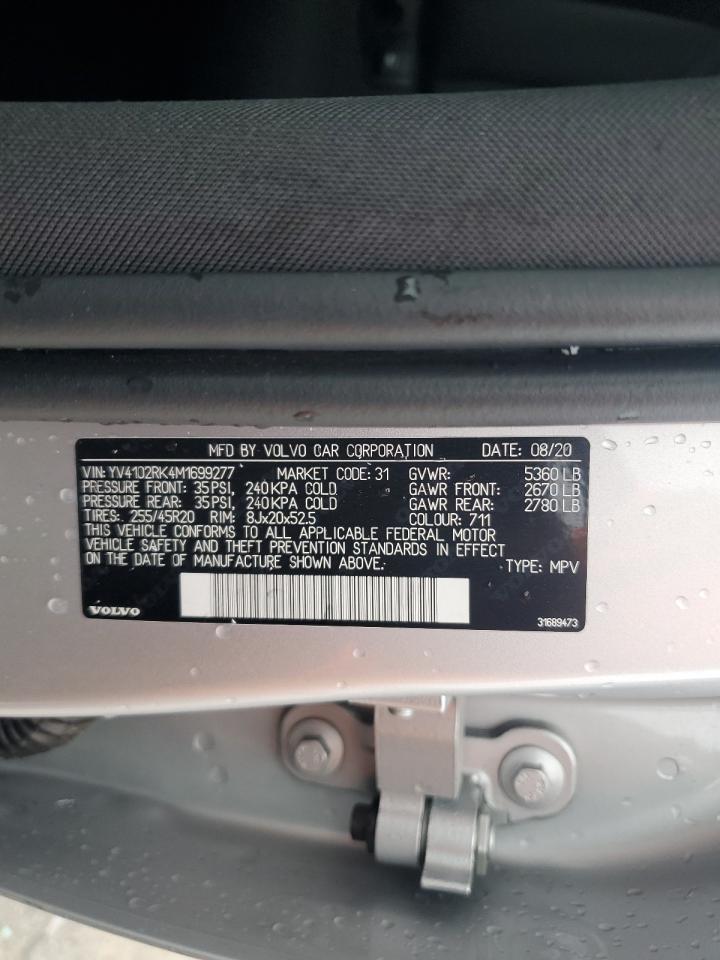 MFD BY VOLVO CAR CORPORATION DATE: 08/20
VIN: YV4102RK4M1699277 MARKET CODE: 31 GVWR: 5360 LB
PRESSURE FRONT: 35 PSI, 240 KPA COLD GAWR FRONT: 2670 LB
PRESSURE REAR: 35 PSI, 240 KPA COLD GAWR REAR: 2780 LB
TIRES: 255/45R20 RIM: 8Jx20x52.5 COLOUR: 711
THIS VEHICLE CONFORMS TO ALL APPLICABLE FEDERAL MOTOR
VEHICLE SAFETY AND THEFT PREVENTION STANDARDS IN EFFECT
ON THE DATE OF MANUFACTURE SHOWN ABOVE. TYPE: MPV
VOLVO 31689473